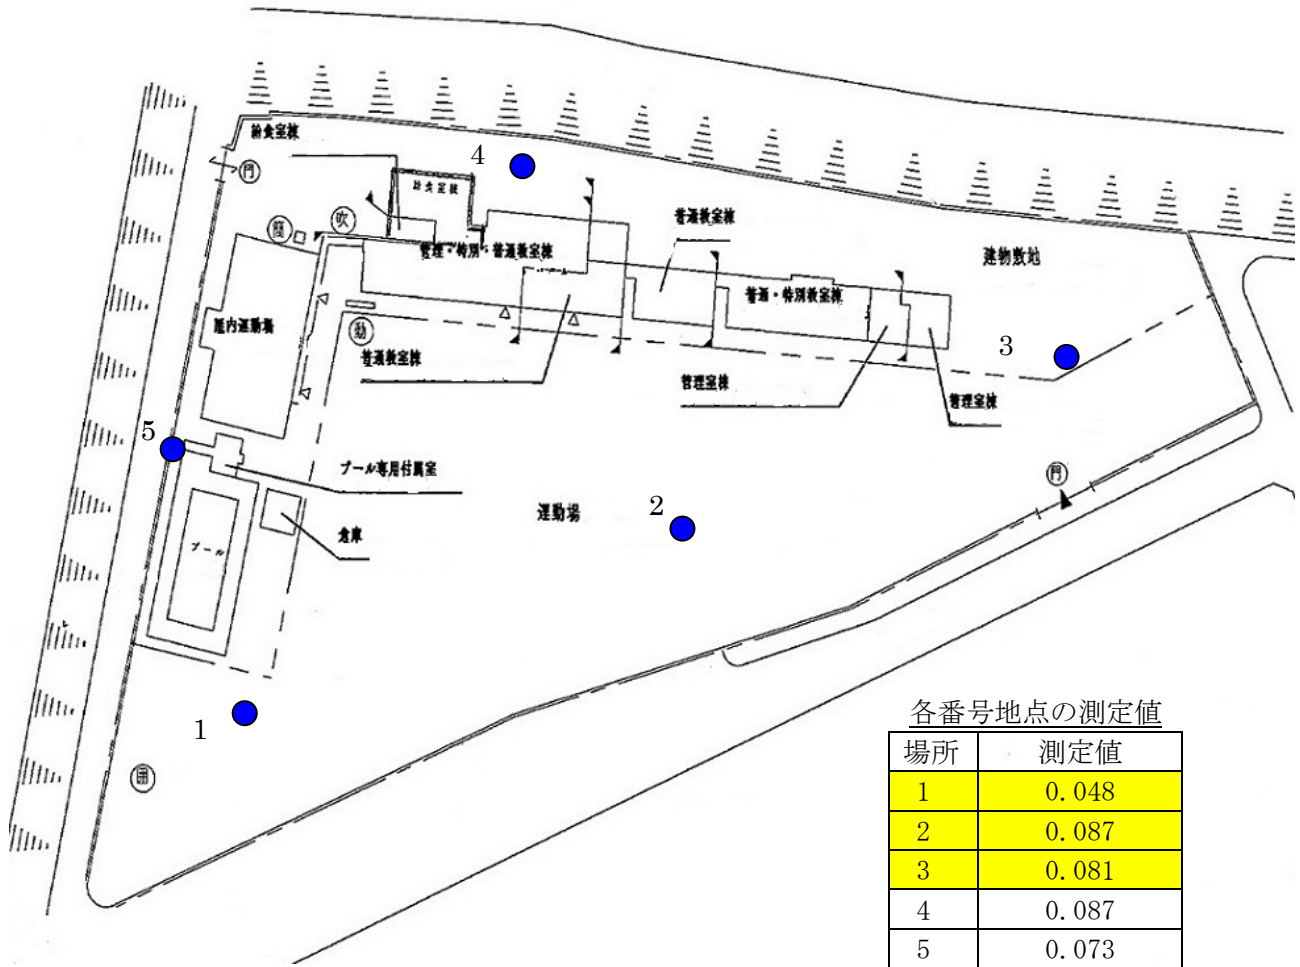 給食室棟
4
門
給食室棟
普通教室棟
吹
管理・特別・普通教室棟
建物敷地
屋内運動場
普通・特別教室棟
3
普通教室棟
管理室棟
管理室棟
5
プール専用付属室
門
2
運動場
倉庫
プール
1
各番号地点の測定値
場所 測定値
1 0.048
2 0.087
3 0.081
4 0.087
5 0.073